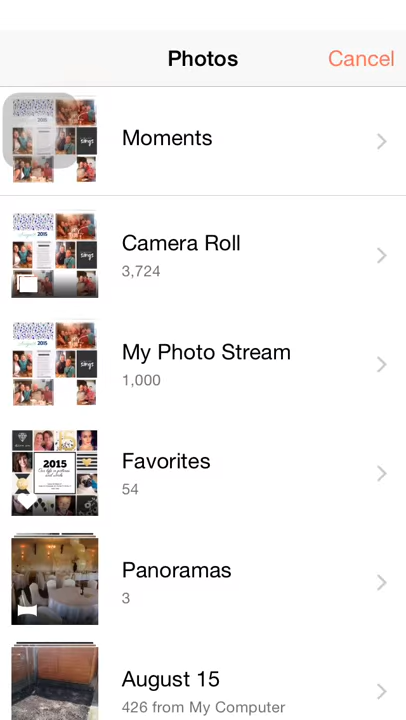 Photos
Cancel
Moments
Camera Roll
3,724
My Photo Stream
1,000
Favorites
54
2015
Panoramas
3
August 15
426 from My Computer